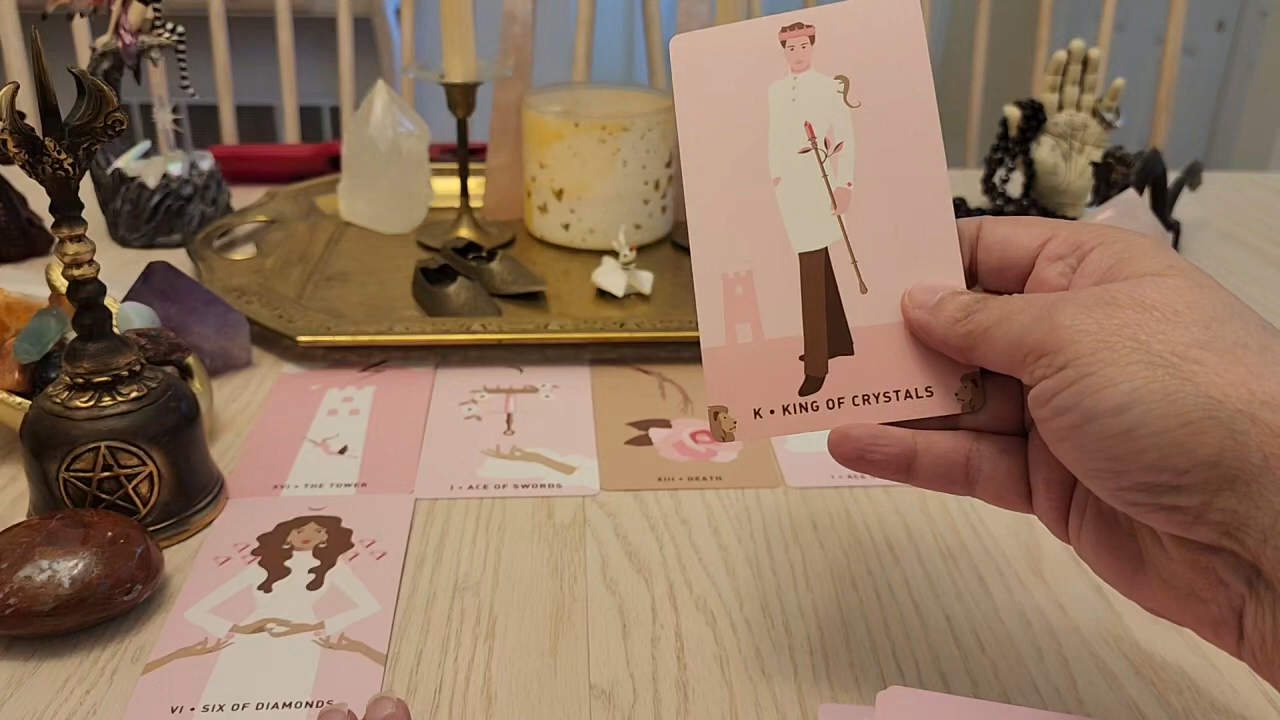 K • KING OF CRYSTALS
XVI • THE TOWER
I • ACE OF SWORDS
XIII • DEATH
VI • SIX OF DIAMONDS